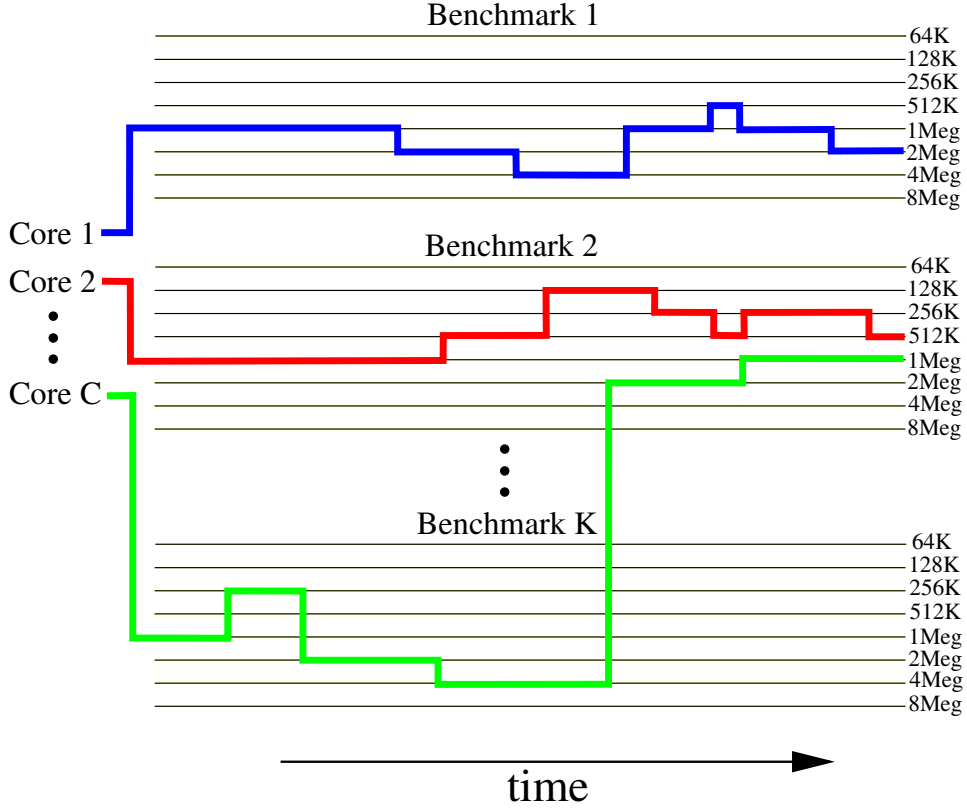 Benchmark 1
64K
128K
256K
512K
1Meg
2Meg
4Meg
8Meg
Core 1
Benchmark 2
Core 2
64K
128K
256K
512K
1Meg
Core C
2Meg
4Meg
8Meg
Benchmark K
64K
128K
256K
512K
1Meg
2Meg
4Meg
8Meg
time